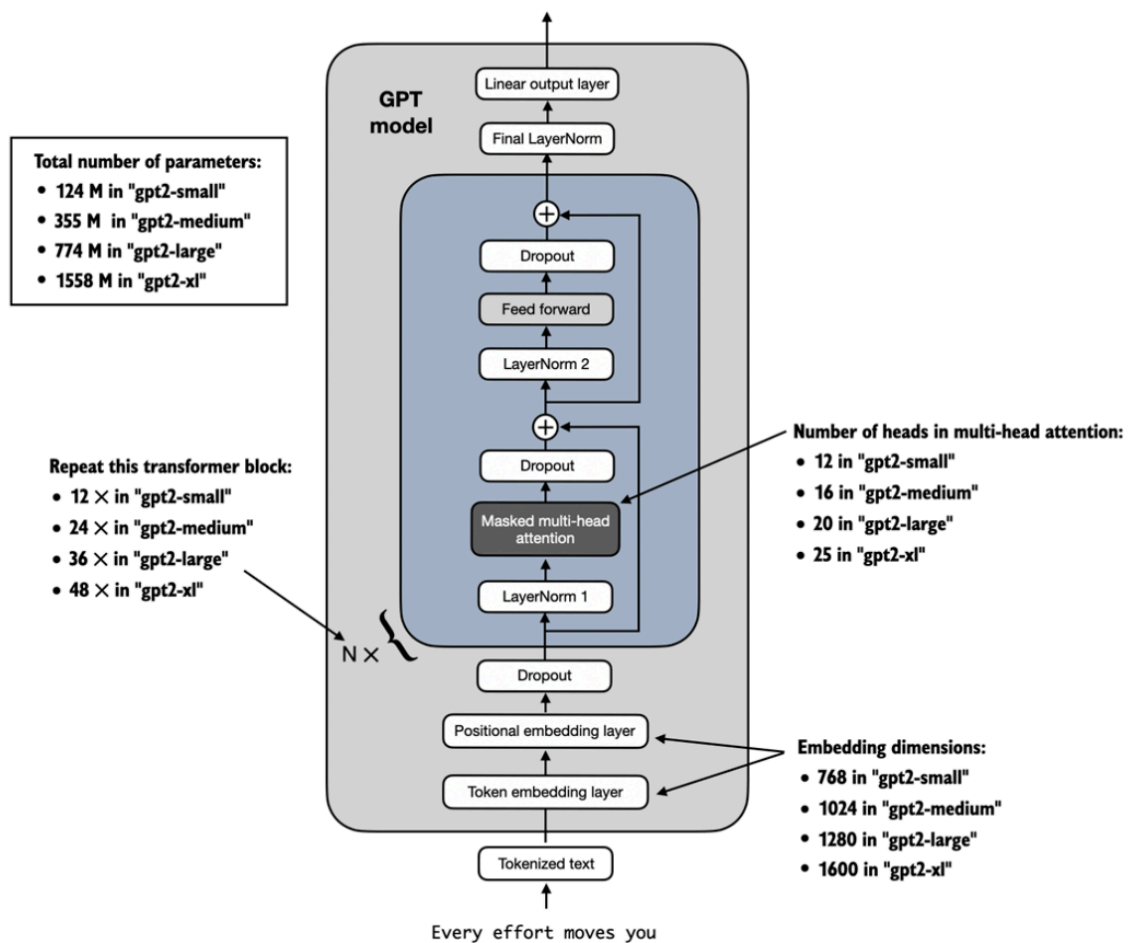 Linear output layer
GPT
model
Final LayerNorm
Total number of parameters:
• 124 M in "gpt2-small"
• 355 M in "gpt2-medium"
• 774 M in "gpt2-large"
• 1558 M in "gpt2-xl"
+
Dropout
Feed forward
LayerNorm 2
+
Dropout
Masked multi-head
attention
LayerNorm 1
Number of heads in multi-head attention:
• 12 in "gpt2-small"
• 16 in "gpt2-medium"
• 20 in "gpt2-large"
• 25 in "gpt2-xl"
Repeat this transformer block:
• 12 × in "gpt2-small"
• 24 × in "gpt2-medium"
• 36 × in "gpt2-large"
• 48 × in "gpt2-xl"
N × {
Dropout
Positional embedding layer
Token embedding layer
Embedding dimensions:
• 768 in "gpt2-small"
• 1024 in "gpt2-medium"
• 1280 in "gpt2-large"
• 1600 in "gpt2-xl"
Tokenized text
Every effort moves you